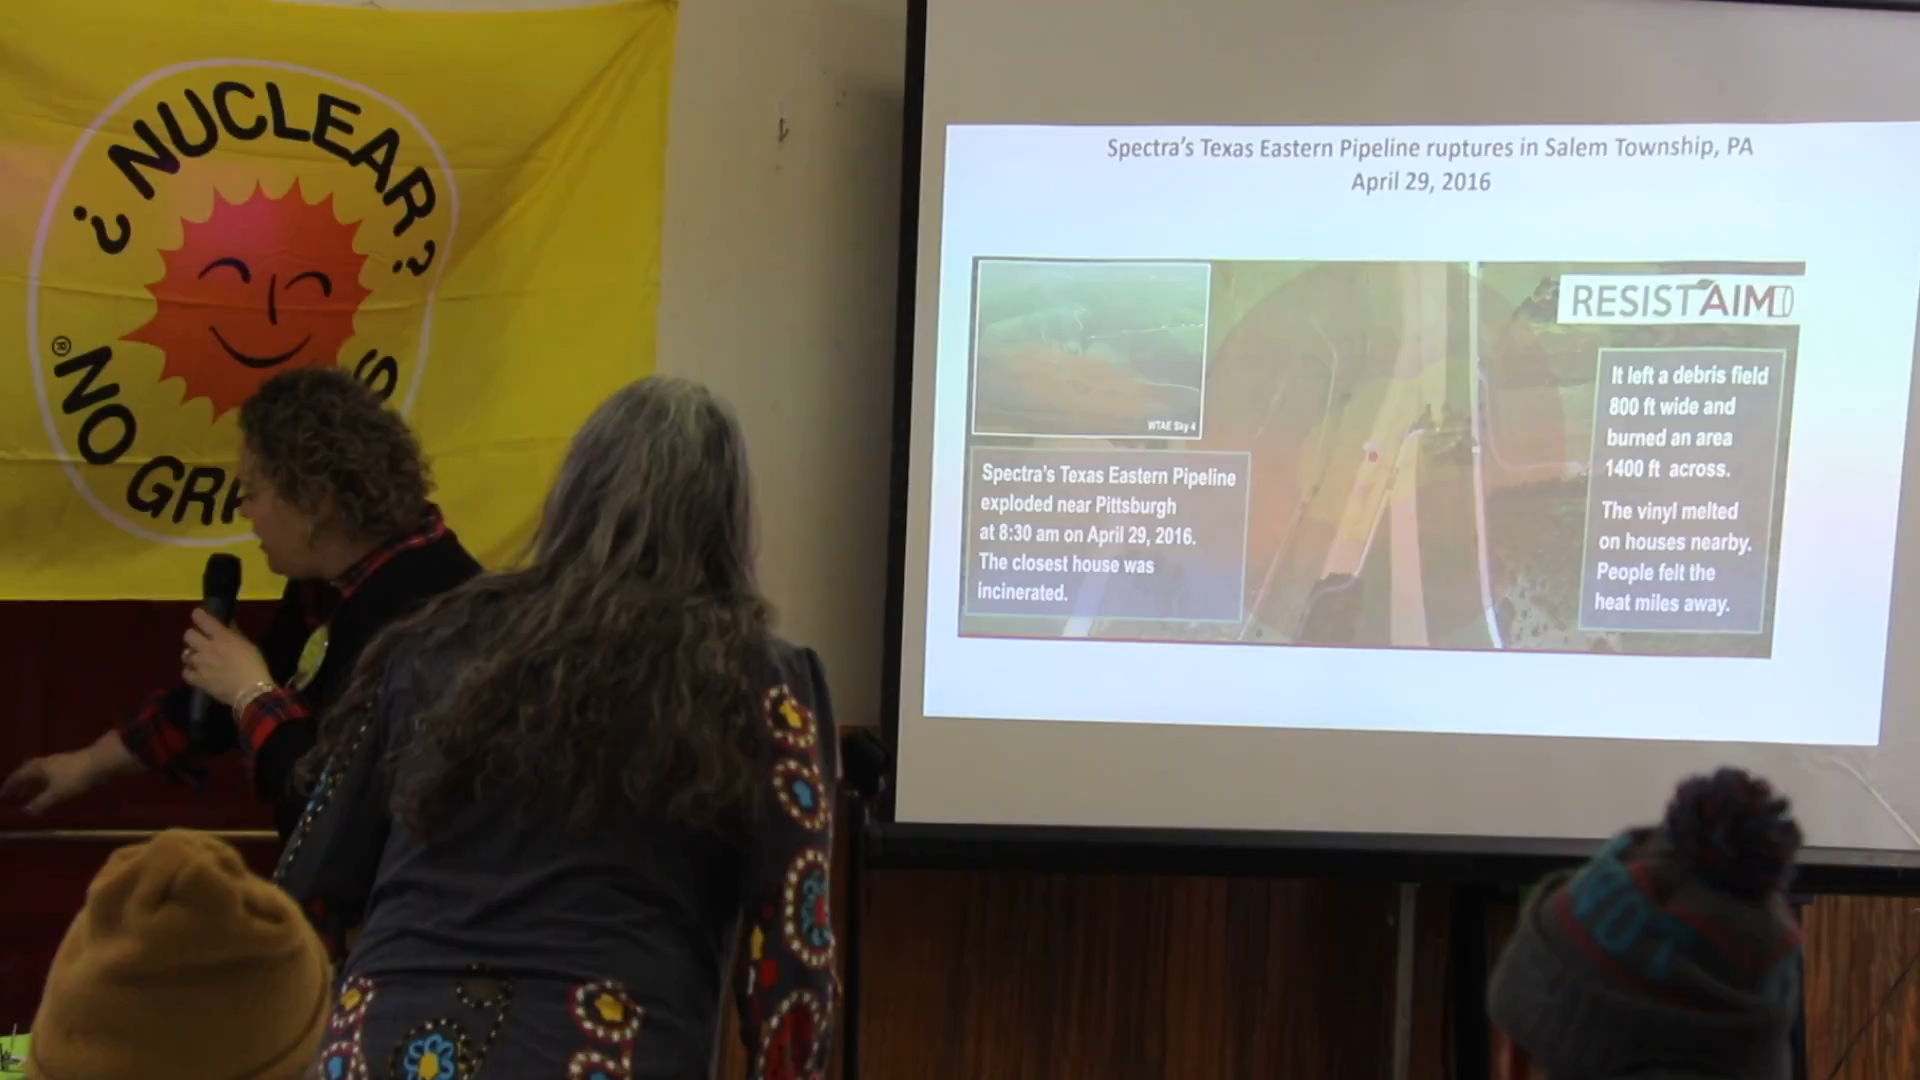 ¿NUCLEAR?
®NO GR S
Spectra's Texas Eastern Pipeline ruptures in Salem Township, PA
April 29, 2016
WTAE Sky 4
RESIST AIM
Spectra's Texas Eastern Pipeline
exploded near Pittsburgh
at 8:30 am on April 29, 2016.
The closest house was
incinerated.
It left a debris field
800 ft wide and
burned an area
1400 ft across.
The vinyl melted
on houses nearby.
People felt the
heat miles away.